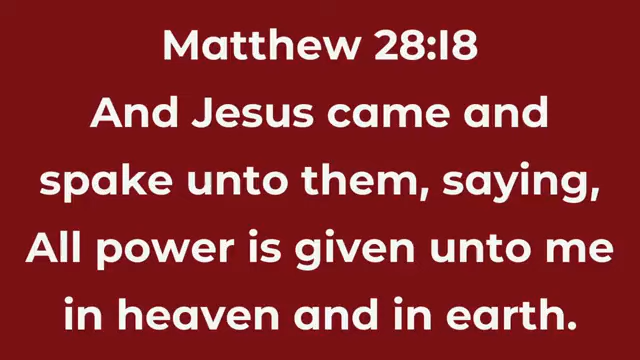 Matthew 28:18
And Jesus came and
spake unto them, saying,
All power is given unto me
in heaven and in earth.